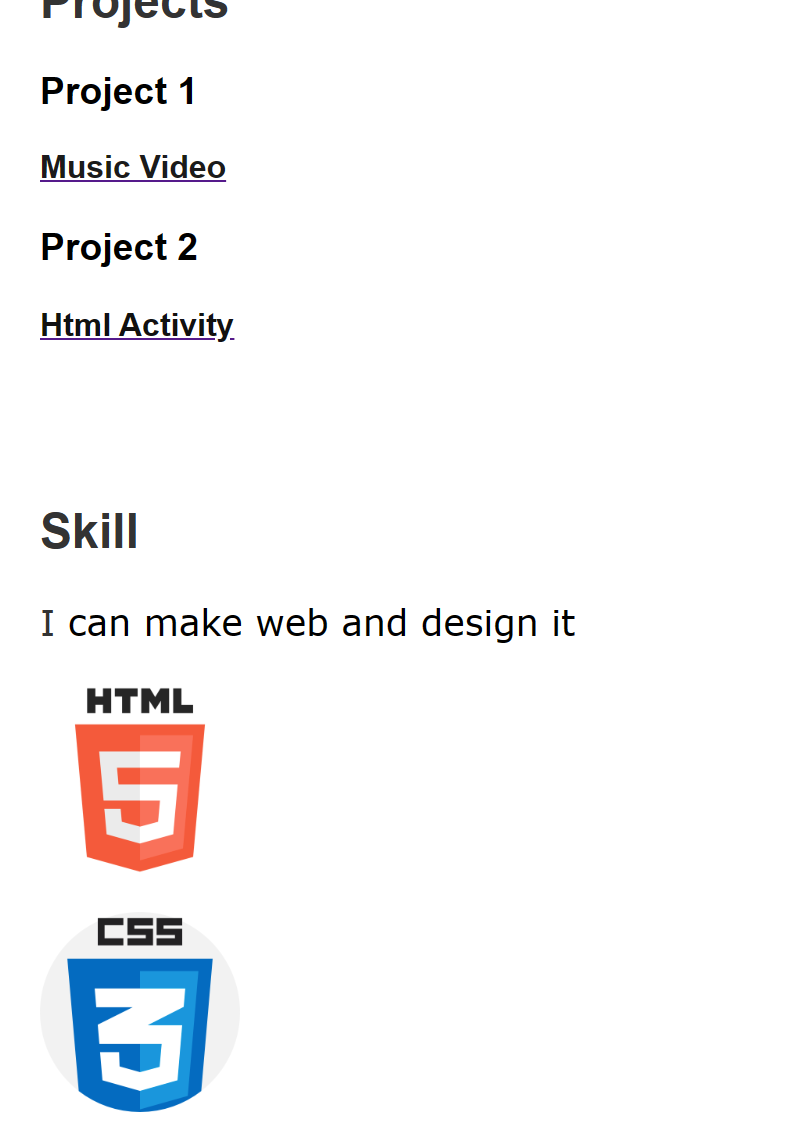 Projects
Project 1
Music Video
Project 2
Html Activity
Skill
I can make web and design it
HTML
5
CSS
3